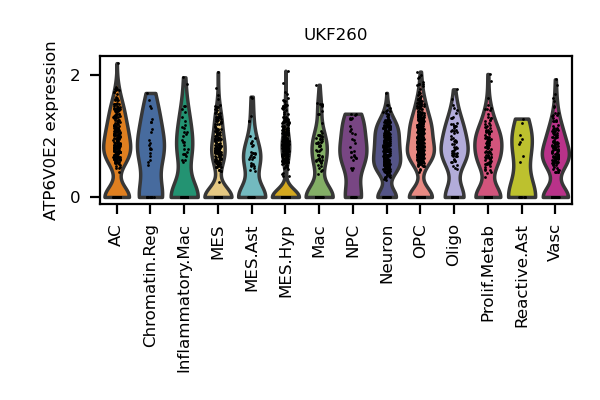 UKF260
ATP6V0E2 expression
2
0
AC
Chromatin.Reg
Inflammatory.Mac
MES
MES.Ast
MES.Hyp
Mac
NPC
Neuron
OPC
Oligo
Prolif.Metab
Reactive.Ast
Vasc